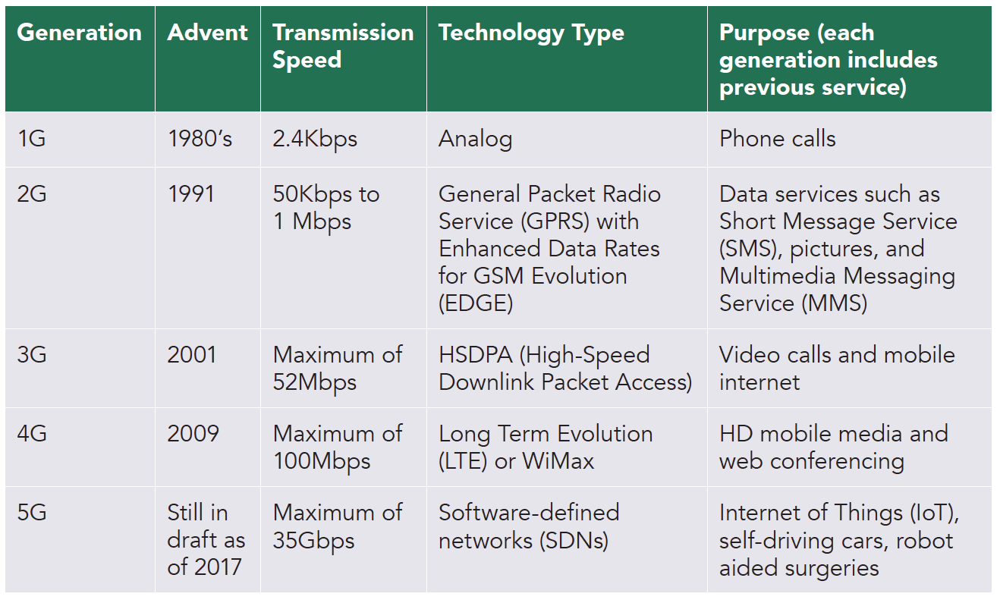 Generation
Advent
Transmission
Speed
Technology Type
Purpose (each
generation includes
previous service)
1G
1980’s
2.4Kbps
Analog
Phone calls
2G
1991
50Kbps to
1 Mbps
General Packet Radio
Service (GPRS) with
Enhanced Data Rates
for GSM Evolution
(EDGE)
Data services such as
Short Message Service
(SMS), pictures, and
Multimedia Messaging
Service (MMS)
3G
2001
Maximum of
52Mbps
HSDPA (High-Speed
Downlink Packet Access)
Video calls and mobile
internet
4G
2009
Maximum of
100Mbps
Long Term Evolution
(LTE) or WiMax
HD mobile media and
web conferencing
5G
Still in
draft as
of 2017
Maximum of
35Gbps
Software-defined
networks (SDNs)
Internet of Things (IoT),
self-driving cars, robot
aided surgeries